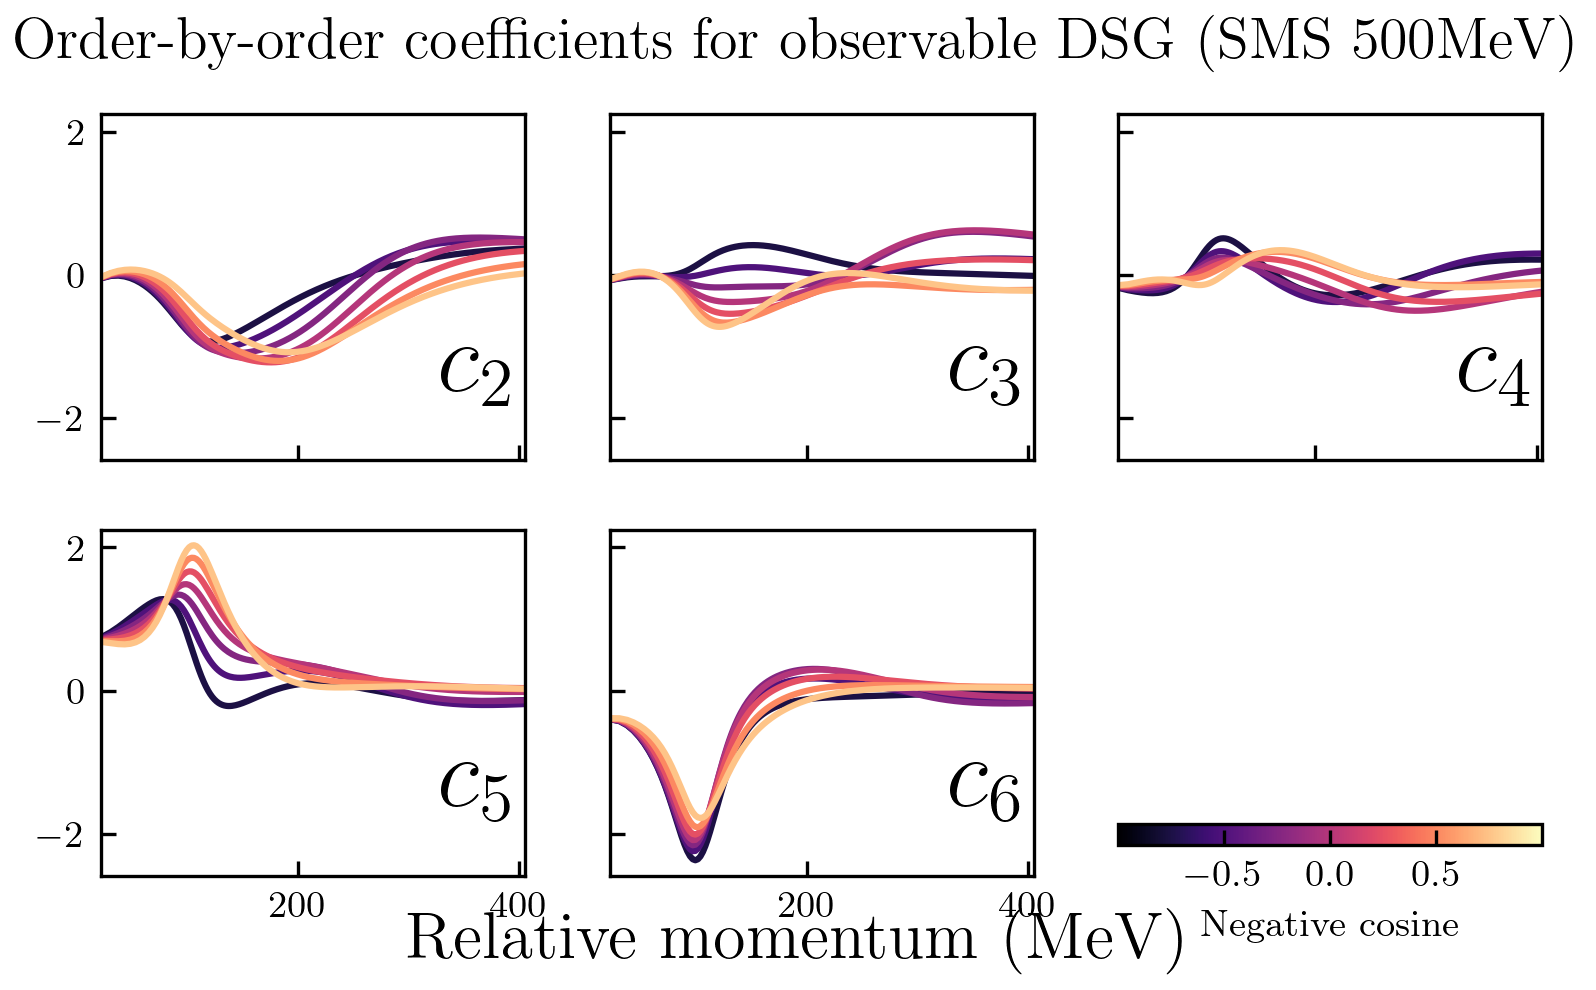 Order-by-order coefficients for observable DSG (SMS 500MeV)
2
0
−2
c2
c3
c4
2
0
−2
c5
c6
200
400
200
400
−0.5 0.0 0.5
Negative cosine
Relative momentum (MeV)